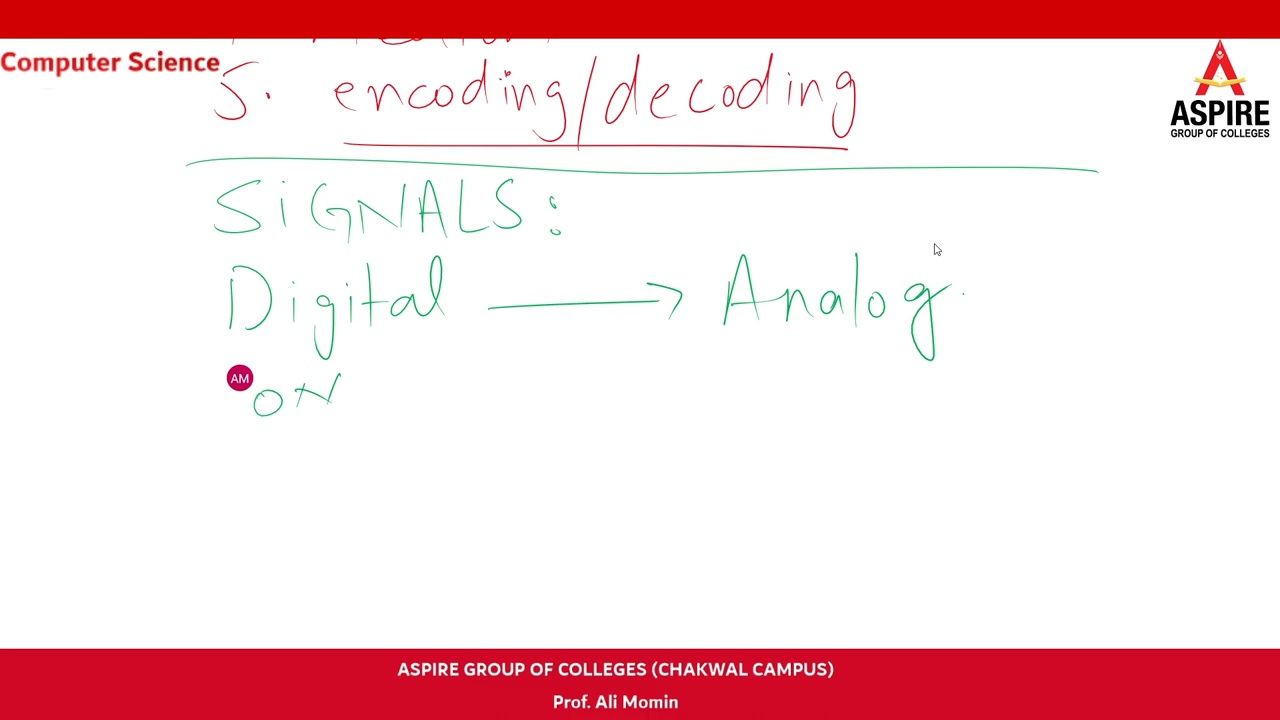 Computer Science
5. encoding/decoding
ASPIRE
GROUP OF COLLEGES
SiGNALS:
Digital → Analog
AM
ON
ASPIRE GROUP OF COLLEGES (CHAKWAL CAMPUS)
Prof. Ali Momin